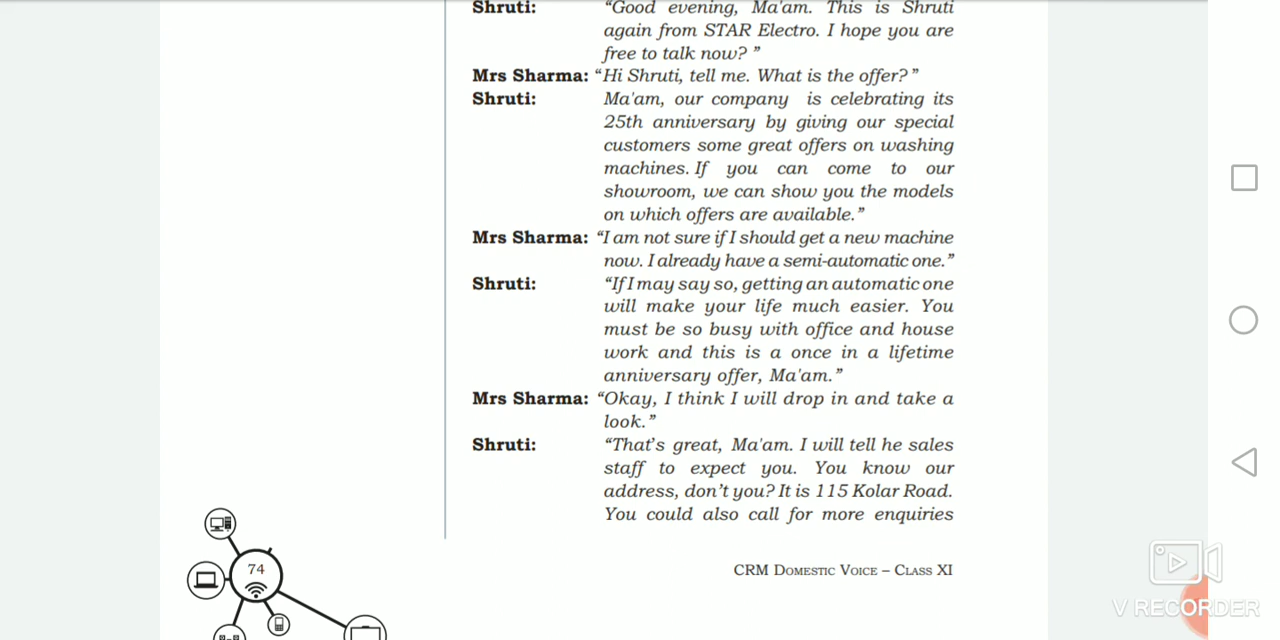 Shruti: “Good evening, Ma'am. This is Shruti
again from STAR Electro. I hope you are
free to talk now? ”
Mrs Sharma: “Hi Shruti, tell me. What is the offer? ”
Shruti: Ma'am, our company is celebrating its
25th anniversary by giving our special
customers some great offers on washing
machines. If you can come to our
showroom, we can show you the models
on which offers are available.”
Mrs Sharma: “I am not sure if I should get a new machine
now. I already have a semi-automatic one.”
Shruti: “If I may say so, getting an automatic one
will make your life much easier. You
must be so busy with office and house
work and this is a once in a lifetime
anniversary offer, Ma'am.”
Mrs Sharma: “Okay, I think I will drop in and take a
look.”
Shruti: “That’s great, Ma'am. I will tell he sales
staff to expect you. You know our
address, don’t you? It is 115 Kolar Road.
You could also call for more enquiries
74
CRM Domestic Voice – Class XI
V RECORDER